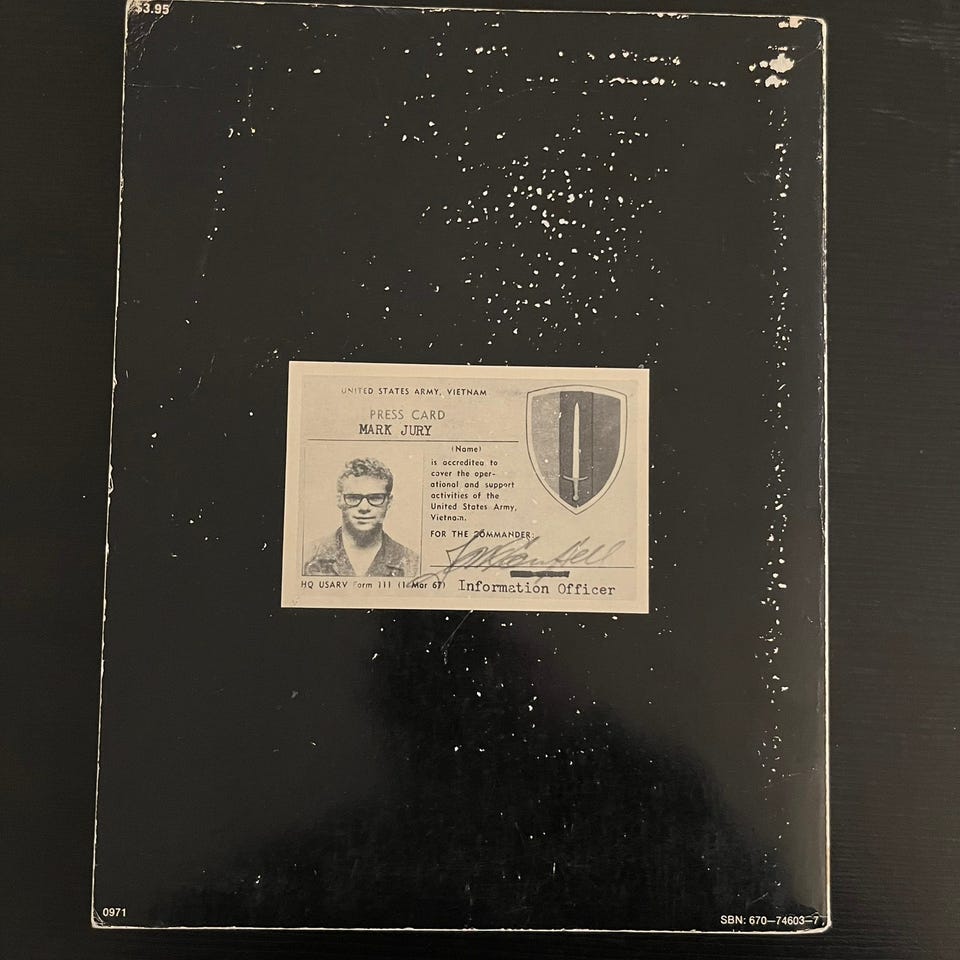 $3.95
UNITED STATES ARMY, VIETNAM
PRESS CARD
MARK JURY
(Name)
is accredited to
cover the oper-
ational and support
activities of the
United States Army,
Vietnam.
FOR THE COMMANDER:
HQ USARV Form 111 (1 Mar 67)
Information Officer
0971
SBN: 670–74603–7